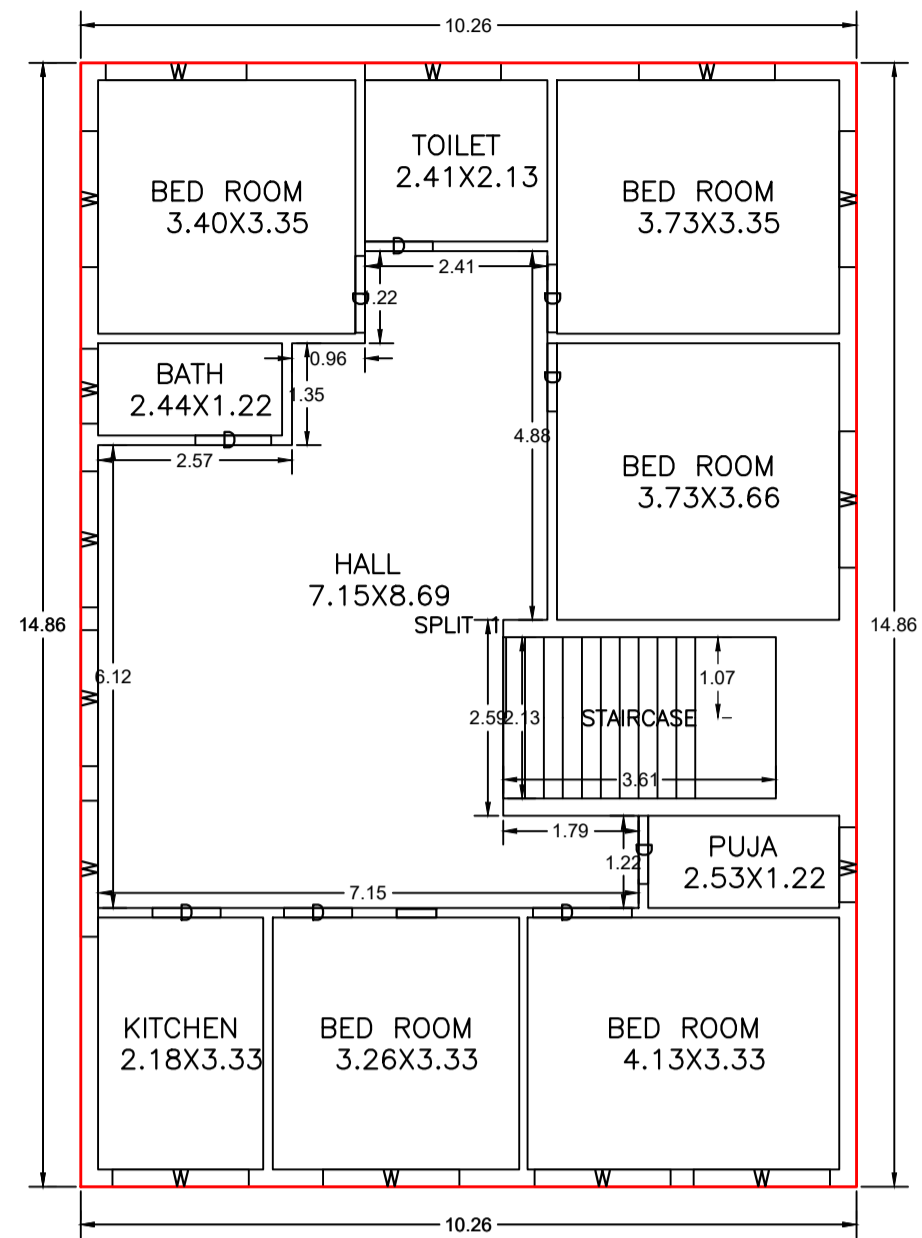 10.26
W
W
W
TOILET
2.41X2.13
BED ROOM
3.40X3.35
BED ROOM
3.73X3.35
W
W
D
2.41
D
.22
D
0.96
BATH
2.44X1.22
W
1.35
D
D
4.88
2.57
BED ROOM
3.73X3.66
W
W
HALL
7.15X8.69
SPLIT 1
14.86
14.86
6.12
W
1.07
2.59
2.13
STAIRCASE
3.61
1.79
D
1.22
PUJA
2.53X1.22
W
W
7.15
D
D
D
KITCHEN
2.18X3.33
BED ROOM
3.26X3.33
BED ROOM
4.13X3.33
W
W
W
W
10.26